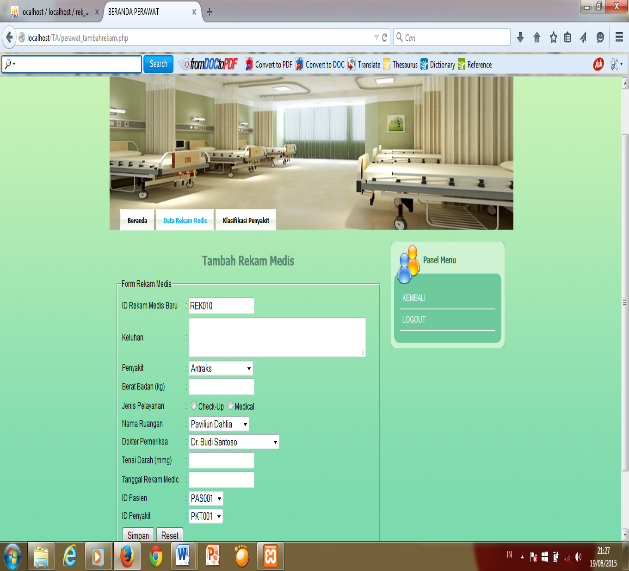 localhost / localhost / rek_... × BERANDA PERAWAT × +
localhost/TA/perawat_tambahrekam.php Cari
Search fromDOCtoPDF Convert to PDF Convert to DOC Translate Thesaurus Dictionary Reference
Beranda Data Rekam Medis Klasifikasi Penyakit
Tambah Rekam Medis
Panel Menu
KEMBALI
LOGOUT
Form Rekam Medis
ID Rekam Medis Baru : REK010
Keluhan :
Penyakit : Antraks
Berat Badan (kg) :
Jenis Pelayanan : Check-Up Medical
Nama Ruangan : Paviliun Dahlia
Dokter Pemeriksa : Dr. Budi Santoso
Tensi Darah (mmg) :
Tanggal Rekam Medic :
ID Pasien : PAS001
ID Penyakit : PKT001
Simpan Reset
IN 21:27
19/08/2015